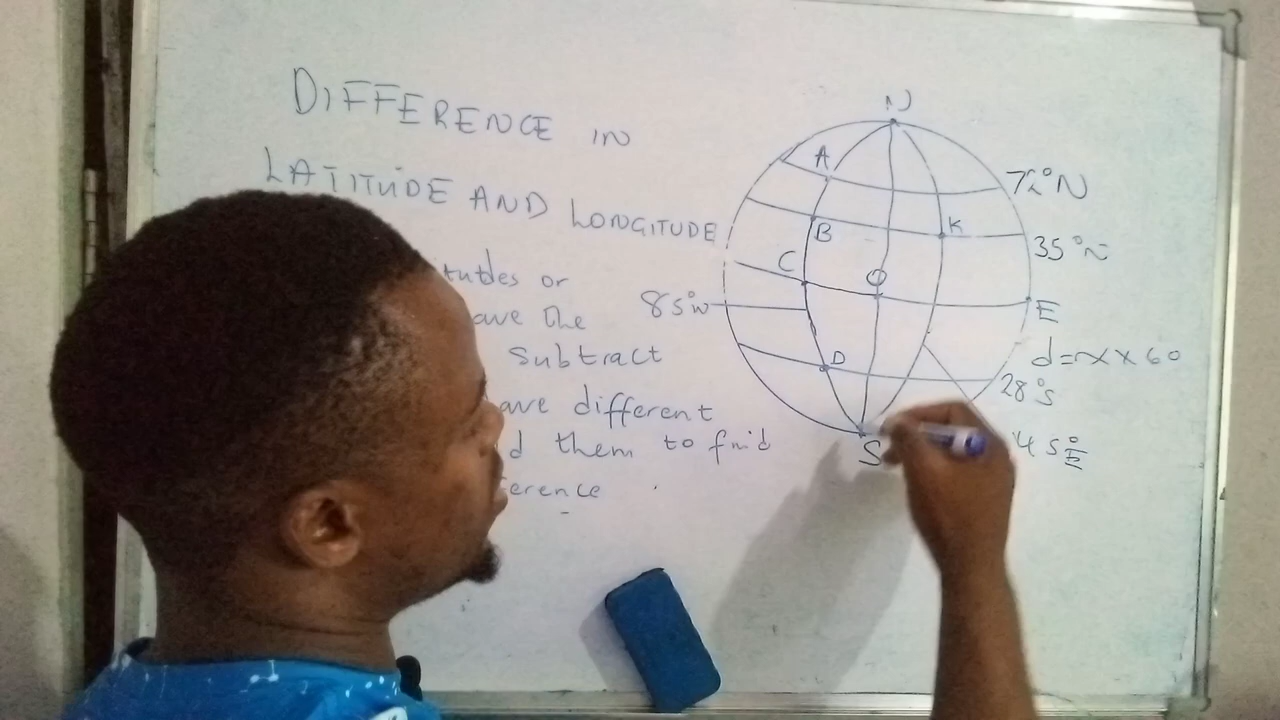 DIFFERENCE IN
LATITUDE AND LONGITUDE
tudes or
ave the
subtract
ave different
d them to find
erence
N
A
72°N
B
K
35°N
C
O
85°W
E
d=∝×60
D
28°S
45°E
S